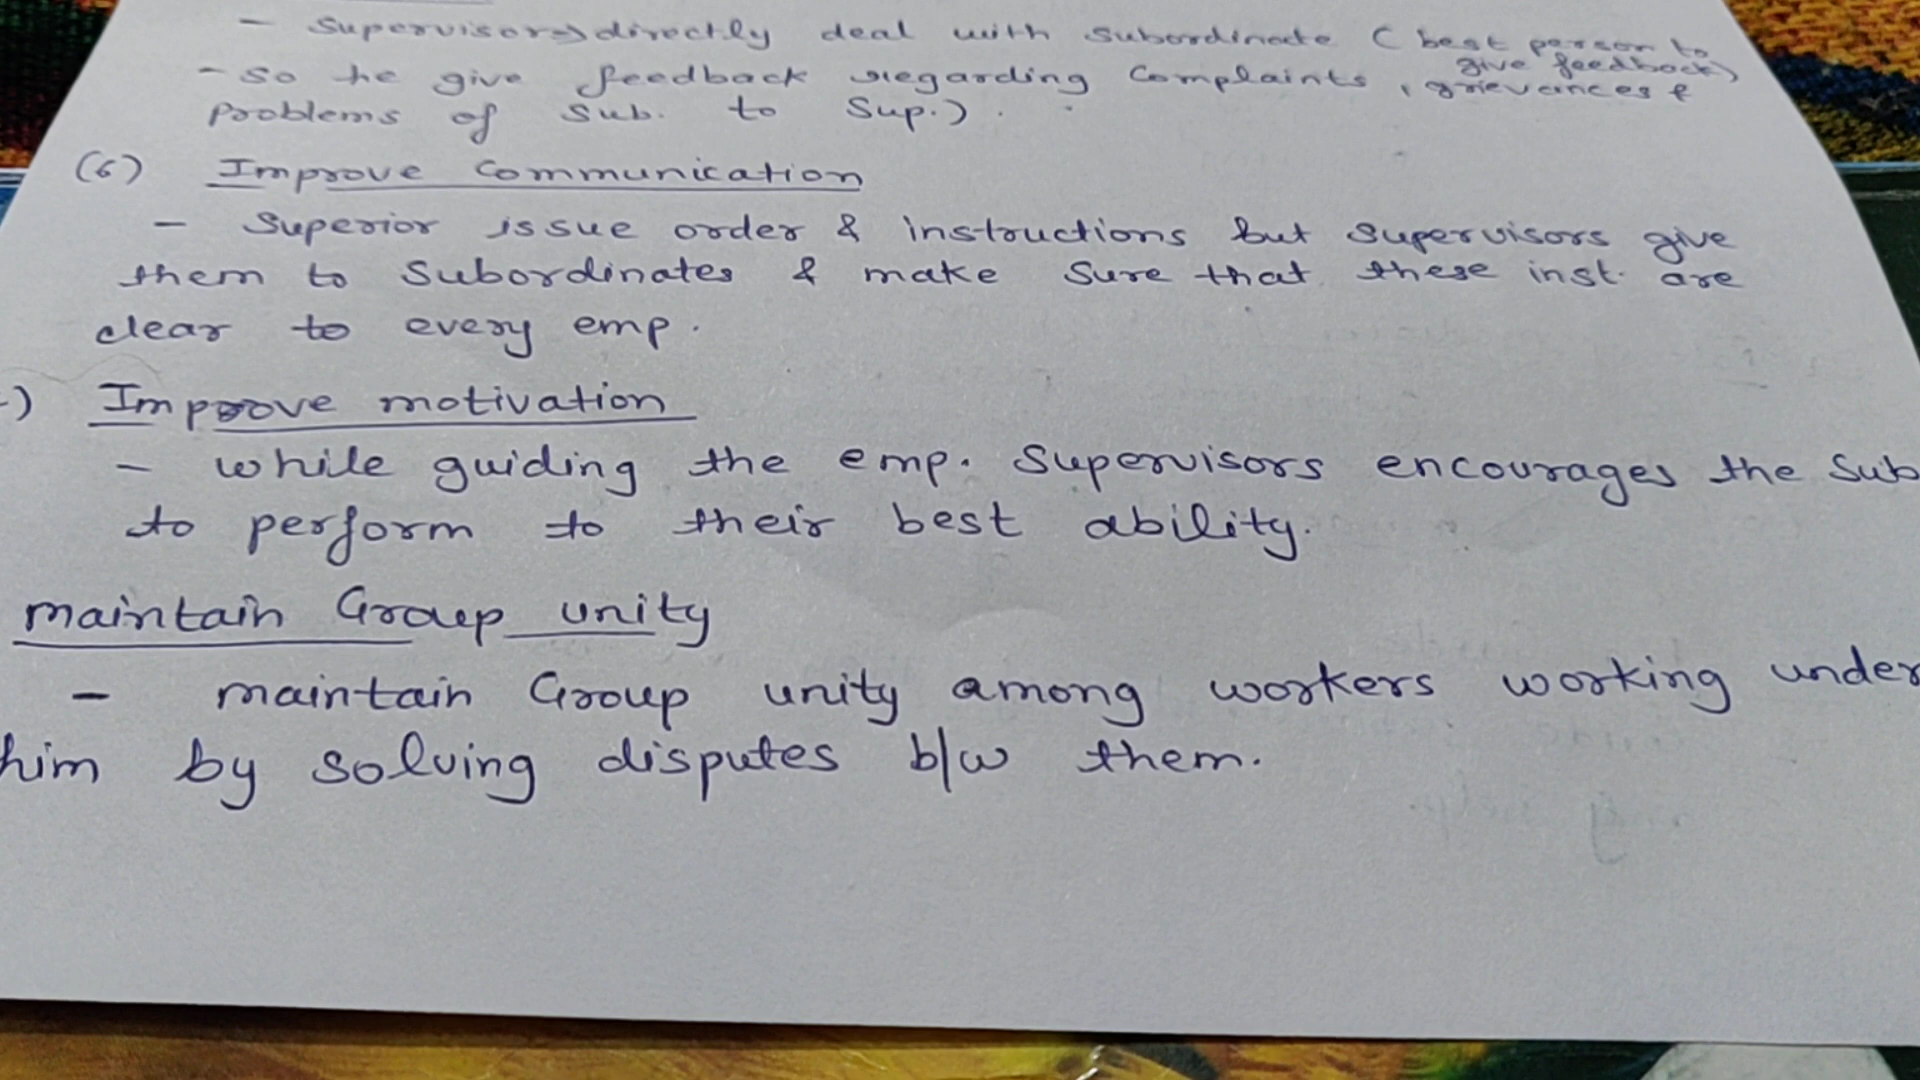 - Supervisors directly deal with subordinate ( best person to
give feedback)
- so he give feedback regarding Complaints, grievances &
problems of Sub. to Sup.).
(6) Improve Communication
- Superior issue order & instructions but supervisors give
them to subordinates & make sure that these inst. are
clear to every emp.
) Improve motivation
- while guiding the emp. Supervisors encourages the Sub
to perform to their best ability.
maintain Group unity
- maintain Group unity among workers working under
him by solving disputes b/w them.